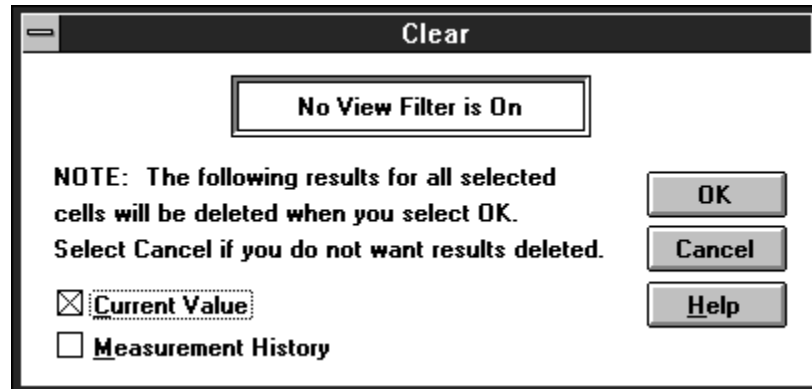 Clear
No View Filter is On
NOTE: The following results for all selected
cells will be deleted when you select OK.
Select Cancel if you do not want results deleted.
Current Value
Measurement History
OK
Cancel
Help